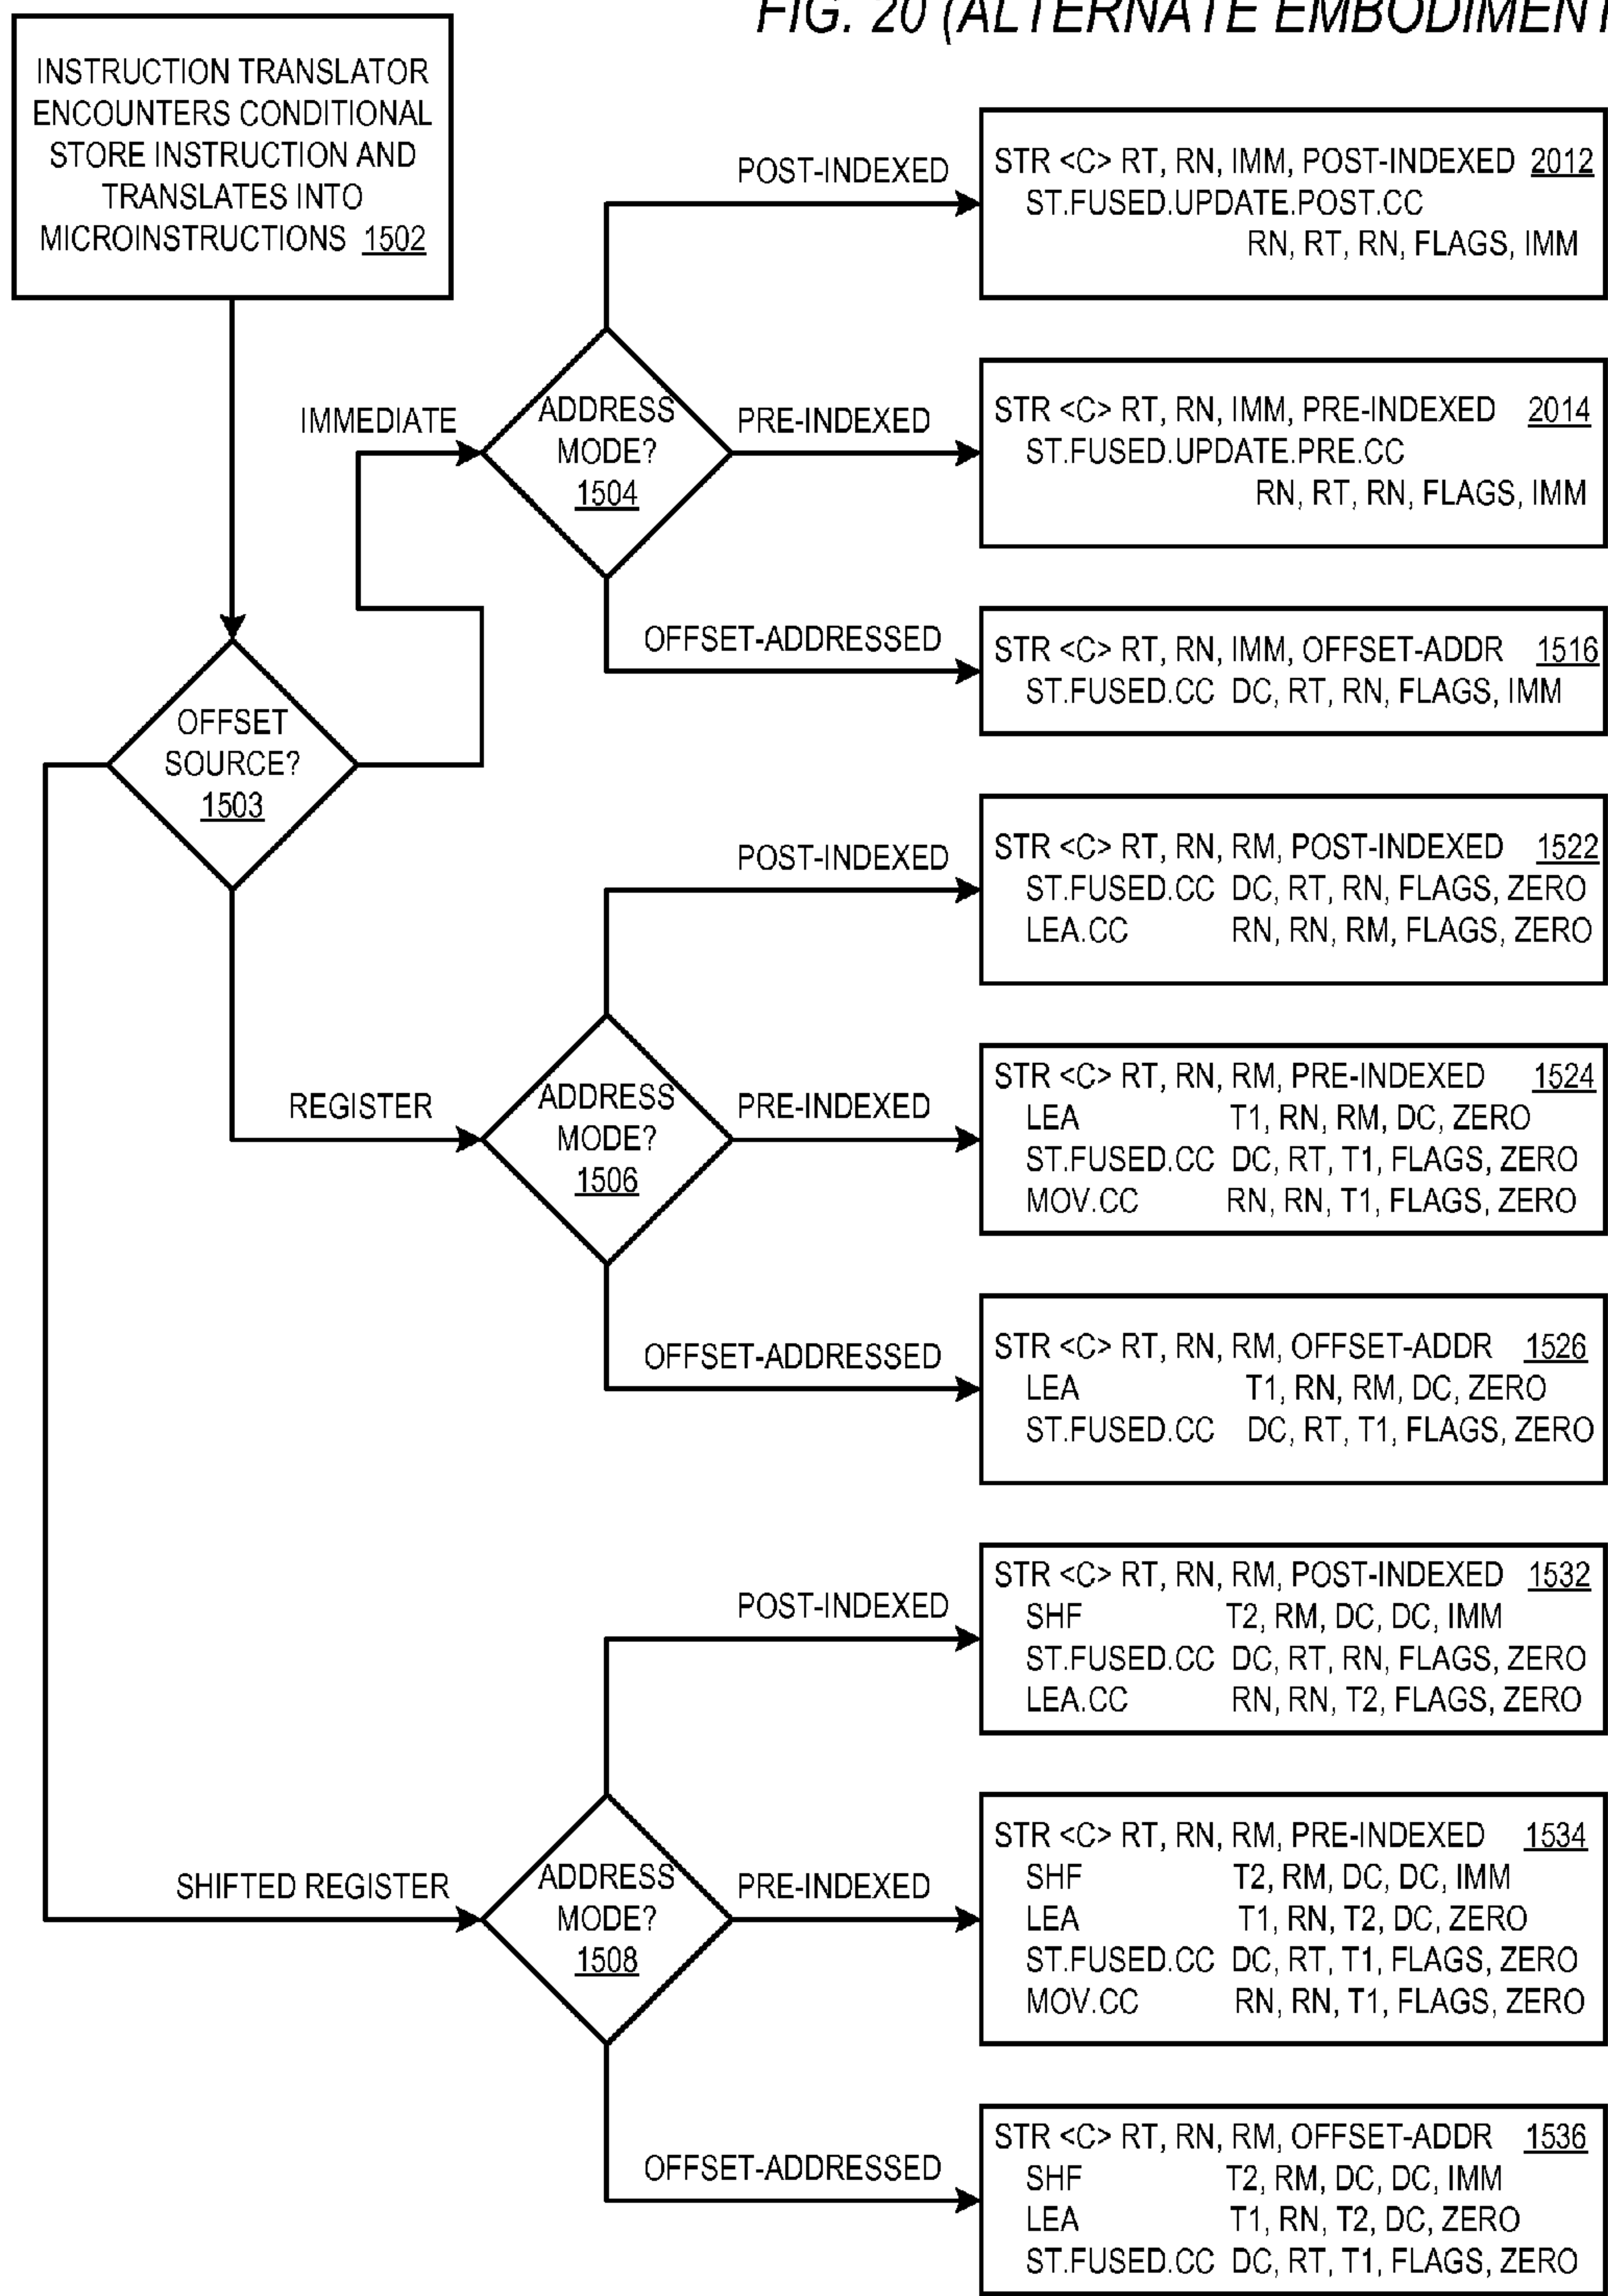 FIG. 20 (ALTERNATE EMBODIMENT
INSTRUCTION TRANSLATOR
ENCOUNTERS CONDITIONAL
STORE INSTRUCTION AND
TRANSLATES INTO
MICROINSTRUCTIONS 1502
OFFSET
SOURCE?
1503
IMMEDIATE
ADDRESS
MODE?
1504
POST-INDEXED
STR <C> RT, RN, IMM, POST-INDEXED 2012
ST.FUSED.UPDATE.POST.CC
RN, RT, RN, FLAGS, IMM
PRE-INDEXED
STR <C> RT, RN, IMM, PRE-INDEXED 2014
ST.FUSED.UPDATE.PRE.CC
RN, RT, RN, FLAGS, IMM
OFFSET-ADDRESSED
STR <C> RT, RN, IMM, OFFSET-ADDR 1516
ST.FUSED.CC DC, RT, RN, FLAGS, IMM
REGISTER
ADDRESS
MODE?
1506
POST-INDEXED
STR <C> RT, RN, RM, POST-INDEXED 1522
ST.FUSED.CC DC, RT, RN, FLAGS, ZERO
LEA.CC RN, RN, RM, FLAGS, ZERO
PRE-INDEXED
STR <C> RT, RN, RM, PRE-INDEXED 1524
LEA T1, RN, RM, DC, ZERO
ST.FUSED.CC DC, RT, T1, FLAGS, ZERO
MOV.CC RN, RN, T1, FLAGS, ZERO
OFFSET-ADDRESSED
STR <C> RT, RN, RM, OFFSET-ADDR 1526
LEA T1, RN, RM, DC, ZERO
ST.FUSED.CC DC, RT, T1, FLAGS, ZERO
SHIFTED REGISTER
ADDRESS
MODE?
1508
POST-INDEXED
STR <C> RT, RN, RM, POST-INDEXED 1532
SHF T2, RM, DC, DC, IMM
ST.FUSED.CC DC, RT, RN, FLAGS, ZERO
LEA.CC RN, RN, T2, FLAGS, ZERO
PRE-INDEXED
STR <C> RT, RN, RM, PRE-INDEXED 1534
SHF T2, RM, DC, DC, IMM
LEA T1, RN, T2, DC, ZERO
ST.FUSED.CC DC, RT, T1, FLAGS, ZERO
MOV.CC RN, RN, T1, FLAGS, ZERO
OFFSET-ADDRESSED
STR <C> RT, RN, RM, OFFSET-ADDR 1536
SHF T2, RM, DC, DC, IMM
LEA T1, RN, T2, DC, ZERO
ST.FUSED.CC DC, RT, T1, FLAGS, ZERO